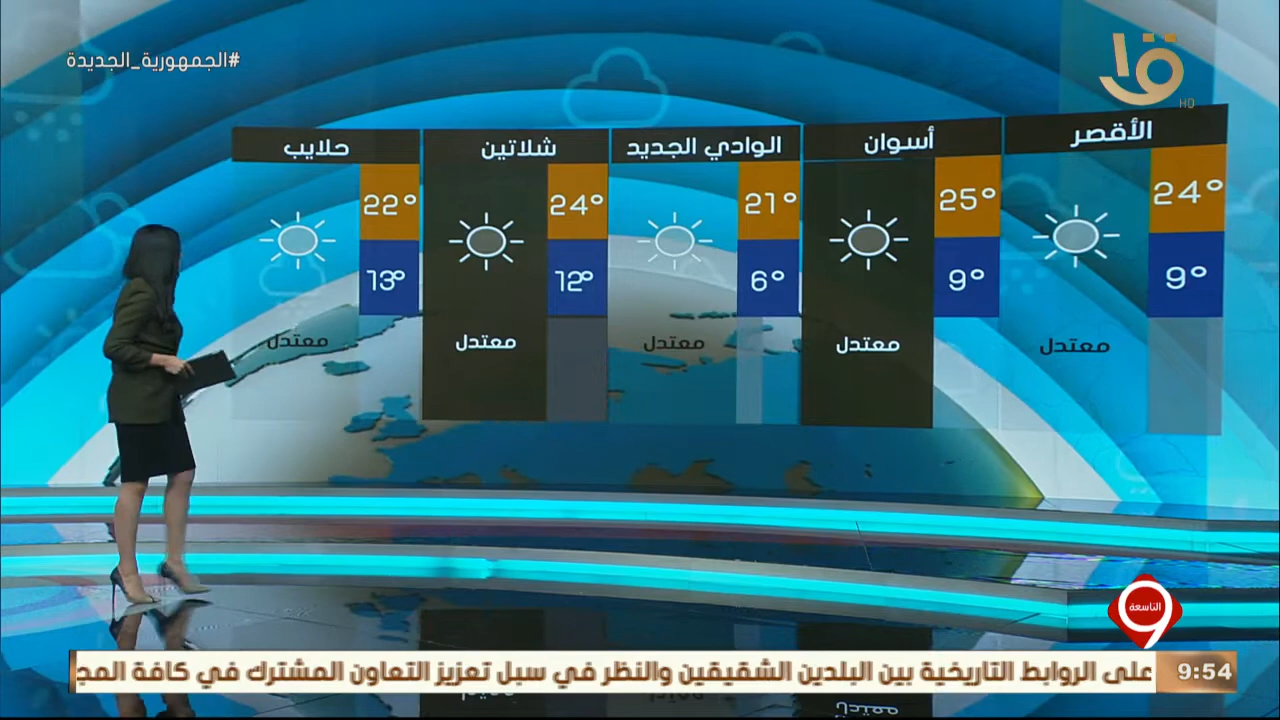 #الجمهورية_الجديدة
الأقصر
24°
9°
معتدل
أسوان
25°
9°
معتدل
الوادي الجديد
21°
6°
معتدل
شلاتين
24°
12°
معتدل
حلايب
22°
13°
معتدل
HD
9 التاسعة
9:54
على الروابط التاريخية بين البلدين الشقيقين والنظر في سبل تعزيز التعاون المشترك في كافة